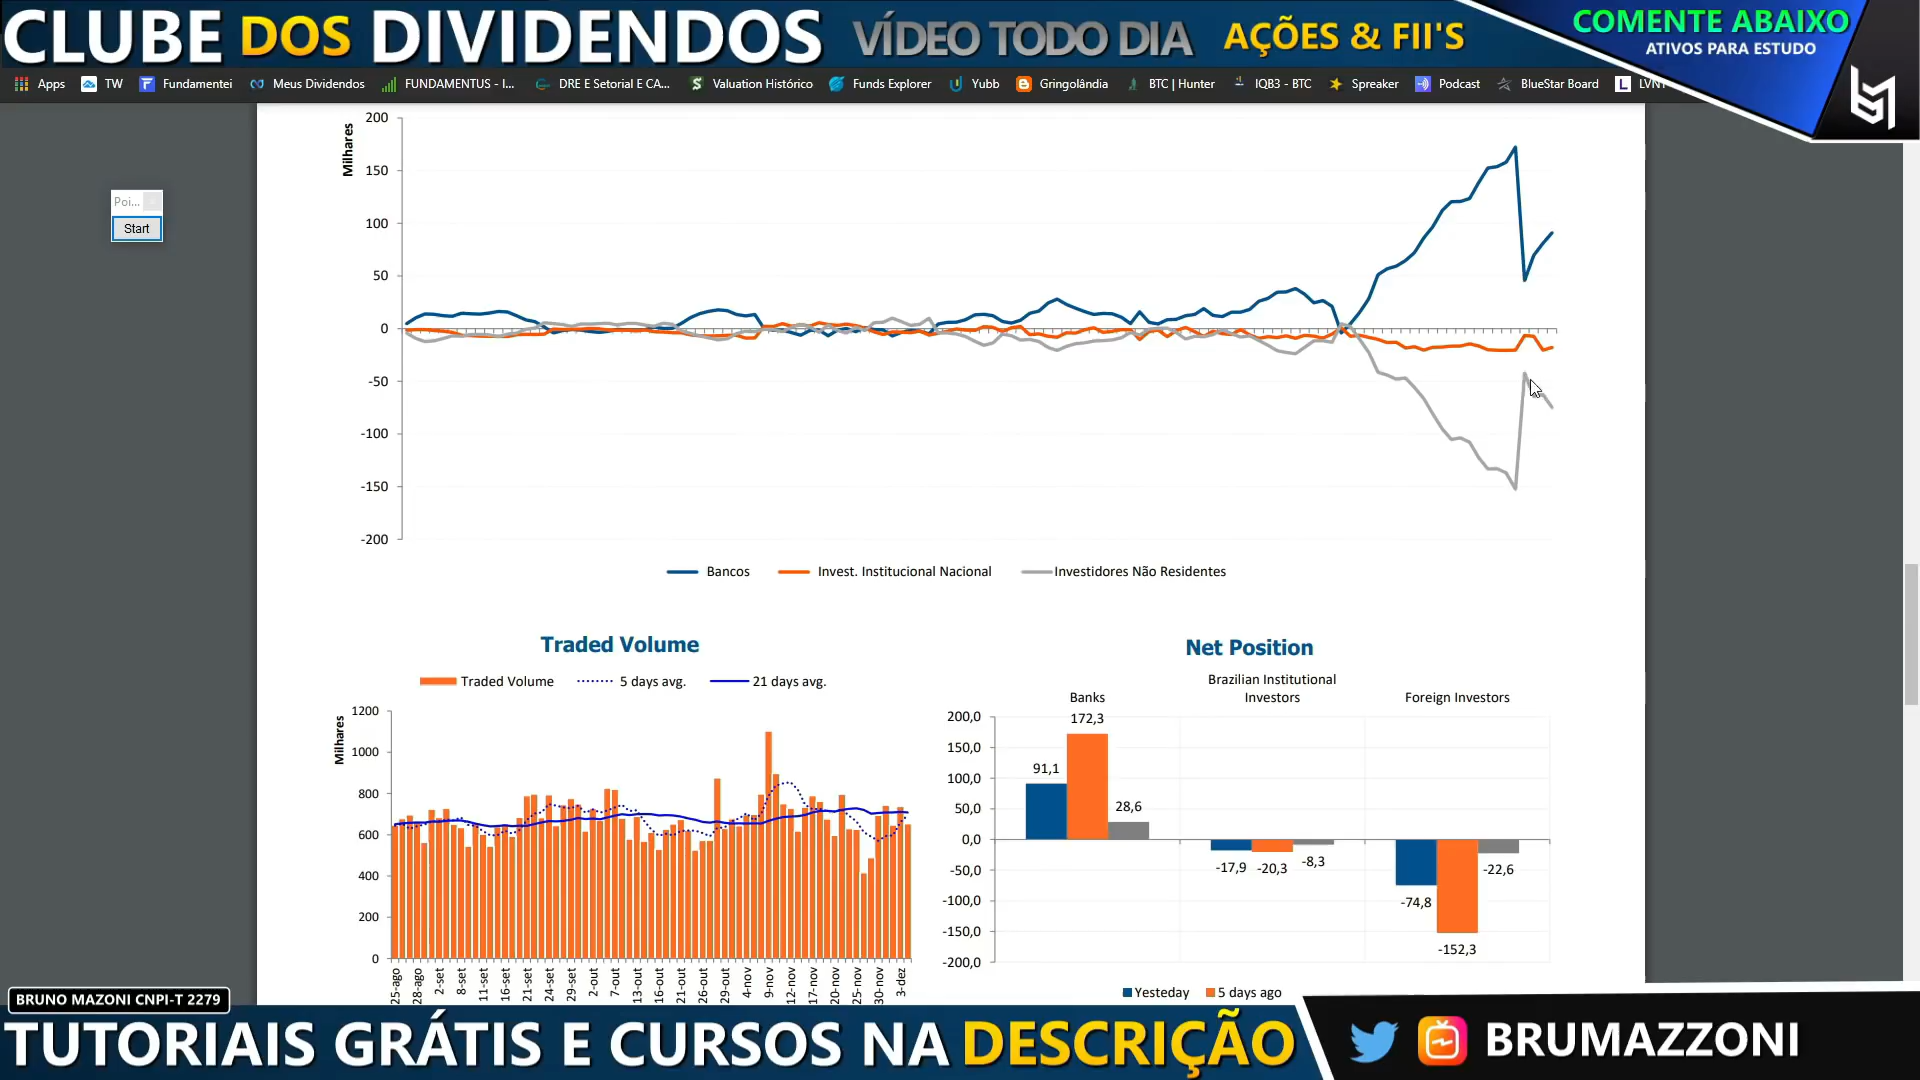 CLUBE DOS DIVIDENDOS VÍDEO TODO DIA AÇÕES & FII'S
COMENTE ABAIXO
ATIVOS PARA ESTUDO
Apps TW Fundamentei Meus Dividendos FUNDAMENTUS - I... DRE E Setorial E CA... Valuation Histórico Funds Explorer Yubb Gringolândia BTC | Hunter IQB3 - BTC Spreaker Podcast BlueStar Board
Poi...
Start
Milhares
200
150
100
50
0
-50
-100
-150
-200
Bancos Invest. Institucional Nacional Investidores Não Residentes
Traded Volume
Traded Volume 5 days avg. 21 days avg.
Milhares
1200
1000
800
600
400
200
0
25-ago 28-ago 2-set 8-set 11-set 16-set 24-set 29-set 2-out 7-out 13-out 16-out 21-out 26-out 29-out 4-nov 9-nov 12-nov 17-nov 20-nov 25-nov 30-nov 3-dez
Net Position
Banks
Brazilian Institutional
Investors
Foreign Investors
200,0
150,0
100,0
50,0
0,0
-50,0
-100,0
-150,0
-200,0
91,1
172,3
28,6
-17,9
-20,3
-8,3
-74,8
-152,3
-22,6
Yesteday 5 days ago
BRUNO MAZONI CNPI-T 2279
TUTORIAIS GRÁTIS E CURSOS NA DESCRIÇÃO
BRUMAZZONI